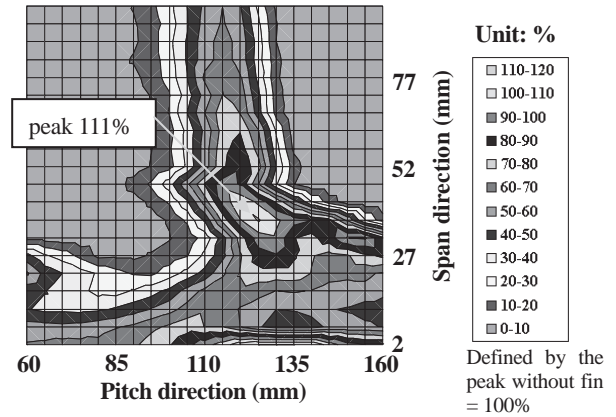 Unit: %
110-120
100-110
90-100
80-90
70-80
60-70
50-60
40-50
30-40
20-30
10-20
0-10
Defined by the
peak without fin
= 100%
peak 111%
77
52
27
2
Span direction (mm)
60 85 110 135 160
Pitch direction (mm)